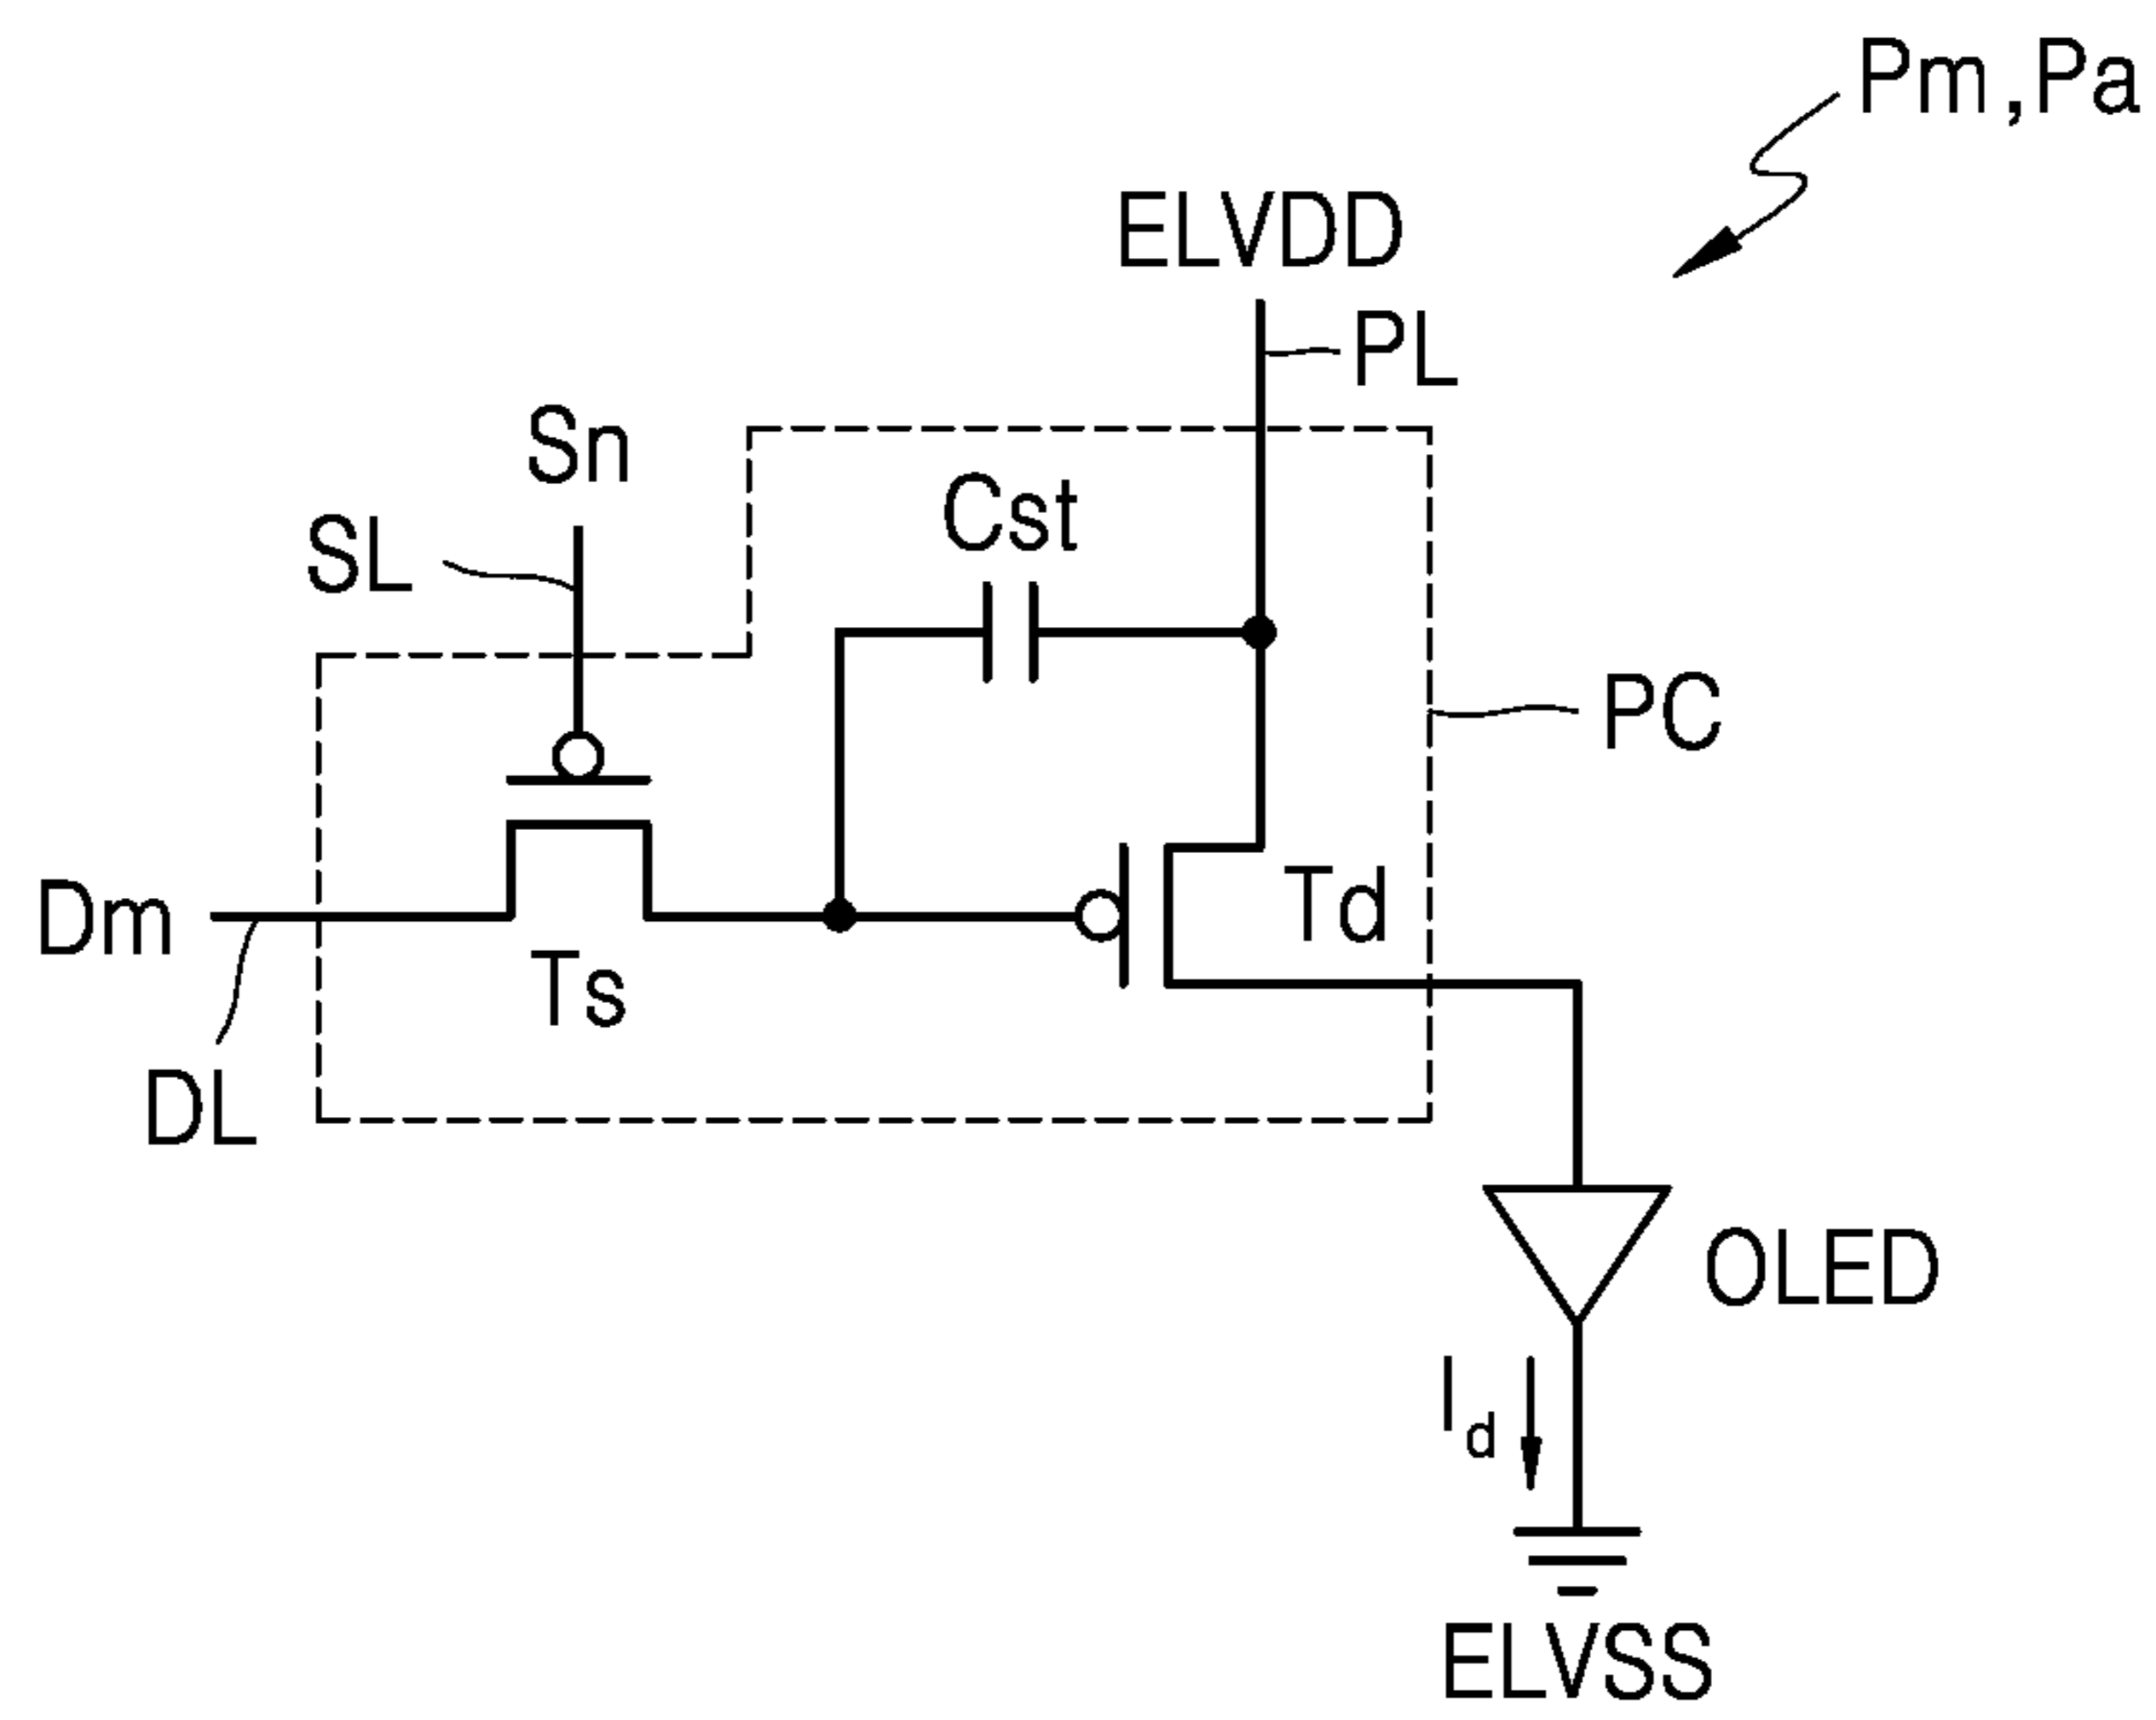 Pm,Pa
ELVDD
PL
Sn
SL
Cst
PC
Dm
Td
Ts
DL
OLED
Id
ELVSS